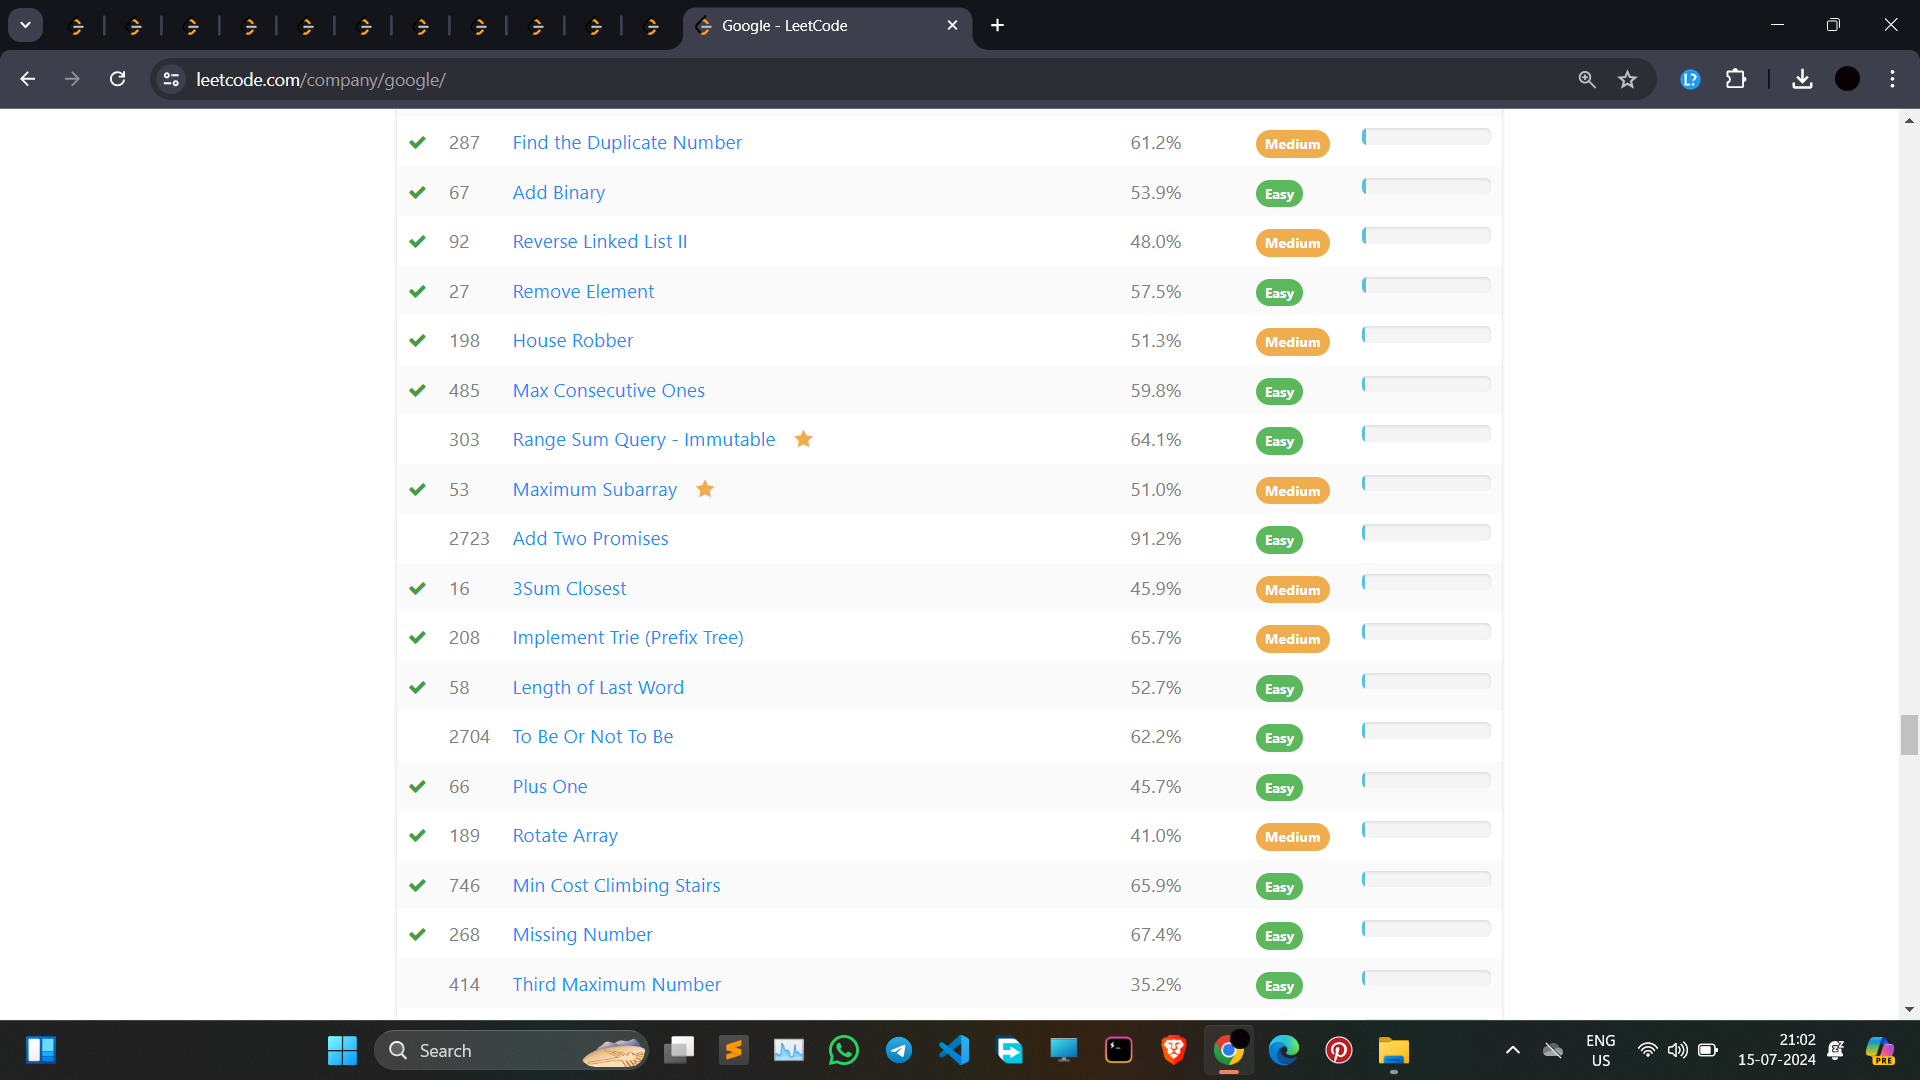 Google - LeetCode
leetcode.com/company/google/
287 Find the Duplicate Number 61.2% Medium
67 Add Binary 53.9% Easy
92 Reverse Linked List II 48.0% Medium
27 Remove Element 57.5% Easy
198 House Robber 51.3% Medium
485 Max Consecutive Ones 59.8% Easy
303 Range Sum Query - Immutable 64.1% Easy
53 Maximum Subarray 51.0% Medium
2723 Add Two Promises 91.2% Easy
16 3Sum Closest 45.9% Medium
208 Implement Trie (Prefix Tree) 65.7% Medium
58 Length of Last Word 52.7% Easy
2704 To Be Or Not To Be 62.2% Easy
66 Plus One 45.7% Easy
189 Rotate Array 41.0% Medium
746 Min Cost Climbing Stairs 65.9% Easy
268 Missing Number 67.4% Easy
414 Third Maximum Number 35.2% Easy
Search
ENG
US
21:02
15-07-2024
PRE